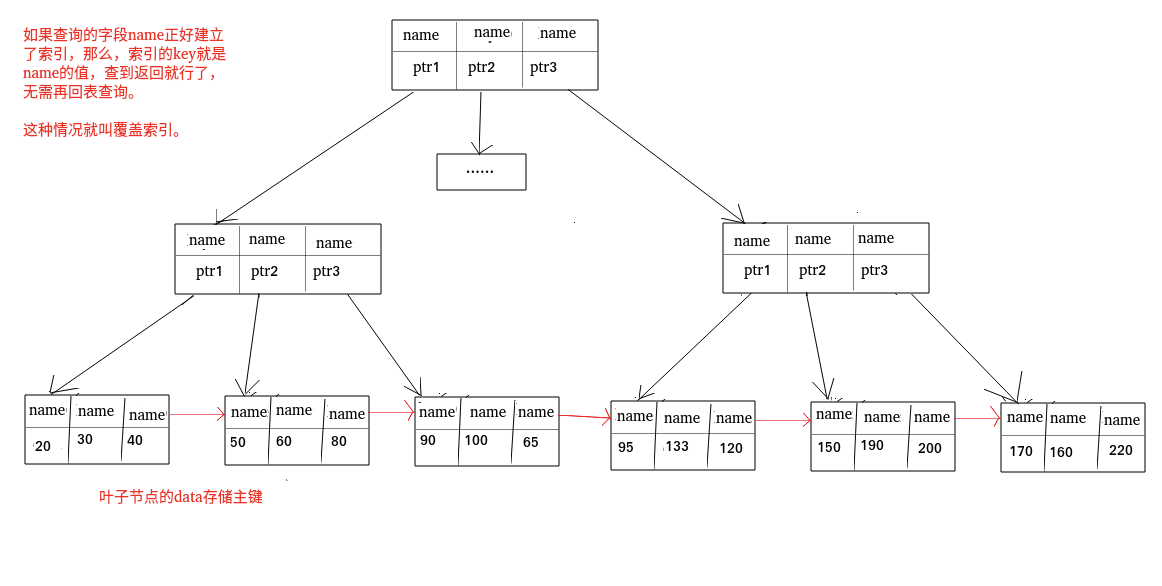 如果查询的字段name正好建立
了索引，那么，索引的key就是
name的值，查到返回就行了，
无需再回表查询。
这种情况就叫覆盖索引。
name name name
ptr1 ptr2 ptr3
······
name name name
ptr1 ptr2 ptr3
name name name
ptr1 ptr2 ptr3
name name name
20 30 40
name name name
50 60 80
name name name
90 100 65
name name name
95 133 120
name name name
150 190 200
name name name
170 160 220
叶子节点的data存储主键